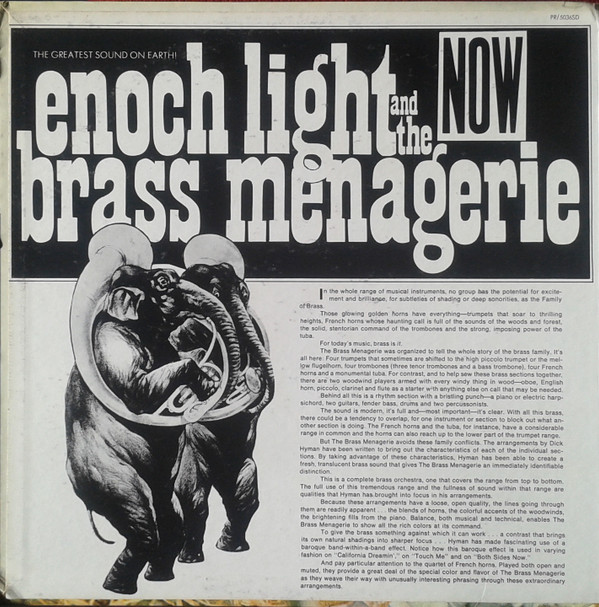 PR/5036SD
THE GREATEST SOUND ON EARTH!
enoch light and the NOW
brass menagerie
In the whole range of musical instruments, no group has the potential for excite-
ment and brilliance, for subtleties of shading or deep sonorities, as the Family
of Brass.
Those glowing golden horns have everything—trumpets that soar to thrilling
heights, French horns whose haunting call is full of the sounds of the woods and forest,
the solid, stentorian command of the trombones and the strong, imposing power of the
tuba.
For today's music, brass is it.
The Brass Menagerie was organized to tell the whole story of the brass family. It's
all here. Four trumpets that sometimes are shifted to the high piccolo trumpet or the mel-
low flugelhorn, four trombones (three tenor trombones and a bass trombone), four French
horns and a monumental tuba. For contrast, and to help sew these brass sections together,
there are two woodwind players armed with every windy thing in wood—oboe, English
horn, piccolo, clarinet and flute as a starter with anything else on call that may be needed.
Behind all this is a rhythm section with a bristling punch—a piano or electric harp-
sichord, two guitars, fender bass, drums and two percussionists.
The sound is modern, it's full and—most important—it's clear. With all this brass,
there could be a tendency to overlap, for one instrument or section to block out what an-
other section is doing. The French horns and the tuba, for instance, have a considerable
range in common and the horns can also reach up to the lower part of the trumpet range.
But The Brass Menagerie avoids these family conflicts. The arrangements by Dick
Hyman have been written to bring out the characteristics of each of the individual sec-
tions. By taking advantage of these characteristics, Hyman has been able to create a
fresh, translucent brass sound that gives The Brass Menagerie an immediately identifiable
distinction.
This is a complete brass orchestra, one that covers the range from top to bottom.
The full use of this tremendous range and the fullness of sound within that range are
qualities that Hyman has brought into focus in his arrangements.
Because these arrangements have a loose, open quality, the lines going through
them are readily apparent . . . the blends of horns, the colorful accents of the woodwinds,
the brightening fills from the piano. Balance, both musical and technical, enables The
Brass Menagerie to show all the rich colors at its command.
To give the brass something against which it can work . . . a contrast that brings
its own natural shadings into sharper focus . . . Hyman has made fascinating use of a
baroque band-within-a-band effect. Notice how this baroque effect is used in varying
fashion on "California Dreamin'," on "Touch Me" and on "Both Sides Now."
And pay particular attention to the quartet of French horns. Played both open and
muted, they provide a great deal of the special color and flavor of The Brass Menagerie
as they weave their way with unusually interesting phrasing through these extraordinary
arrangements.